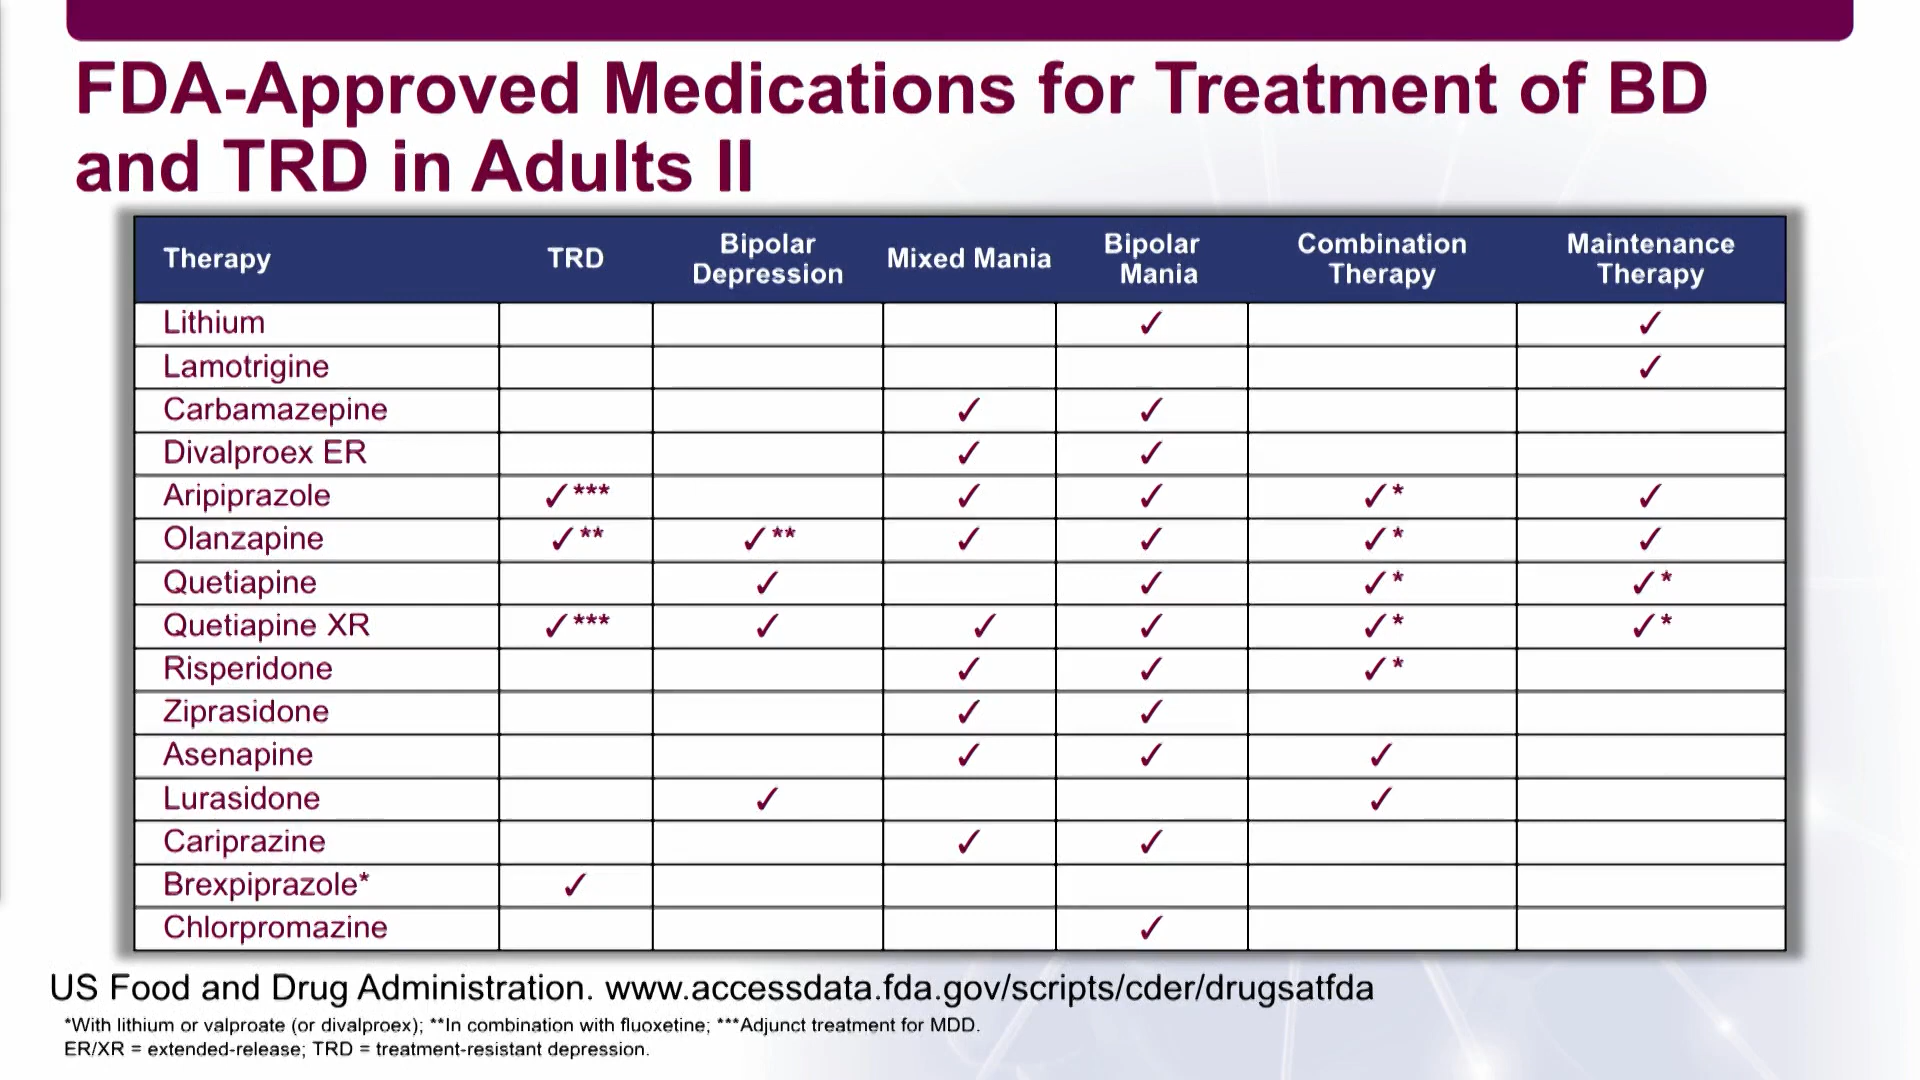 FDA-Approved Medications for Treatment of BD
and TRD in Adults II
Therapy TRD Bipolar Depression Mixed Mania Bipolar Mania Combination Therapy Maintenance Therapy
Lithium ✓ ✓
Lamotrigine ✓
Carbamazepine ✓ ✓
Divalproex ER ✓ ✓
Aripiprazole ✓*** ✓ ✓ ✓* ✓
Olanzapine ✓** ✓** ✓ ✓ ✓* ✓
Quetiapine ✓ ✓ ✓* ✓*
Quetiapine XR ✓*** ✓ ✓ ✓ ✓* ✓*
Risperidone ✓ ✓ ✓*
Ziprasidone ✓ ✓
Asenapine ✓ ✓ ✓
Lurasidone ✓ ✓
Cariprazine ✓ ✓
Brexpiprazole* ✓
Chlorpromazine ✓
US Food and Drug Administration. www.accessdata.fda.gov/scripts/cder/drugsatfda
*With lithium or valproate (or divalproex); **In combination with fluoxetine; ***Adjunct treatment for MDD.
ER/XR = extended-release; TRD = treatment-resistant depression.